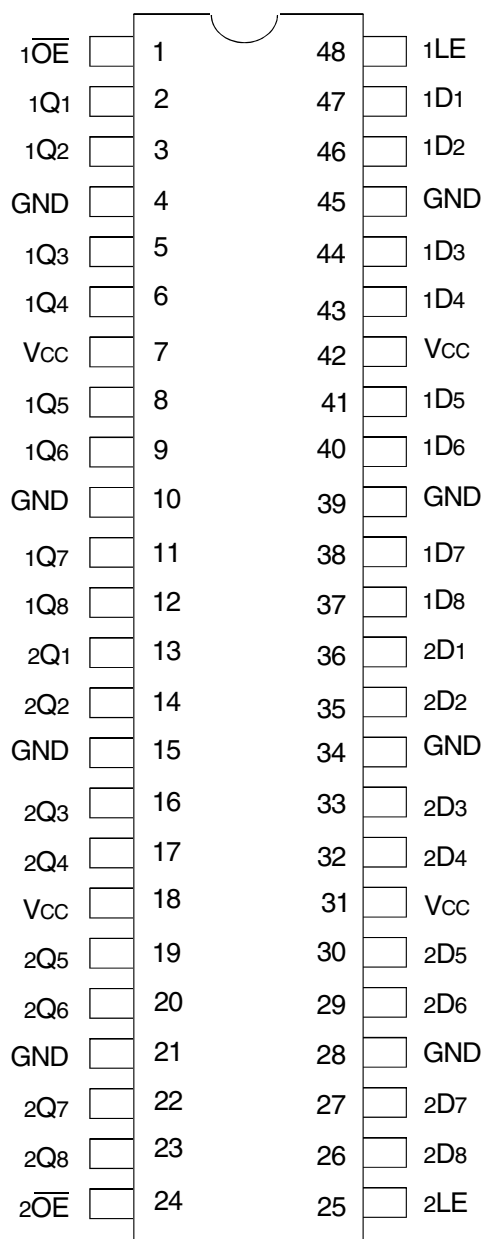 1O̅E̅ 1 48 1LE
1Q1 2 47 1D1
1Q2 3 46 1D2
GND 4 45 GND
1Q3 5 44 1D3
1Q4 6 43 1D4
VCC 7 42 VCC
1Q5 8 41 1D5
1Q6 9 40 1D6
GND 10 39 GND
1Q7 11 38 1D7
1Q8 12 37 1D8
2Q1 13 36 2D1
2Q2 14 35 2D2
GND 15 34 GND
2Q3 16 33 2D3
2Q4 17 32 2D4
VCC 18 31 VCC
2Q5 19 30 2D5
2Q6 20 29 2D6
GND 21 28 GND
2Q7 22 27 2D7
2Q8 23 26 2D8
2O̅E̅ 24 25 2LE